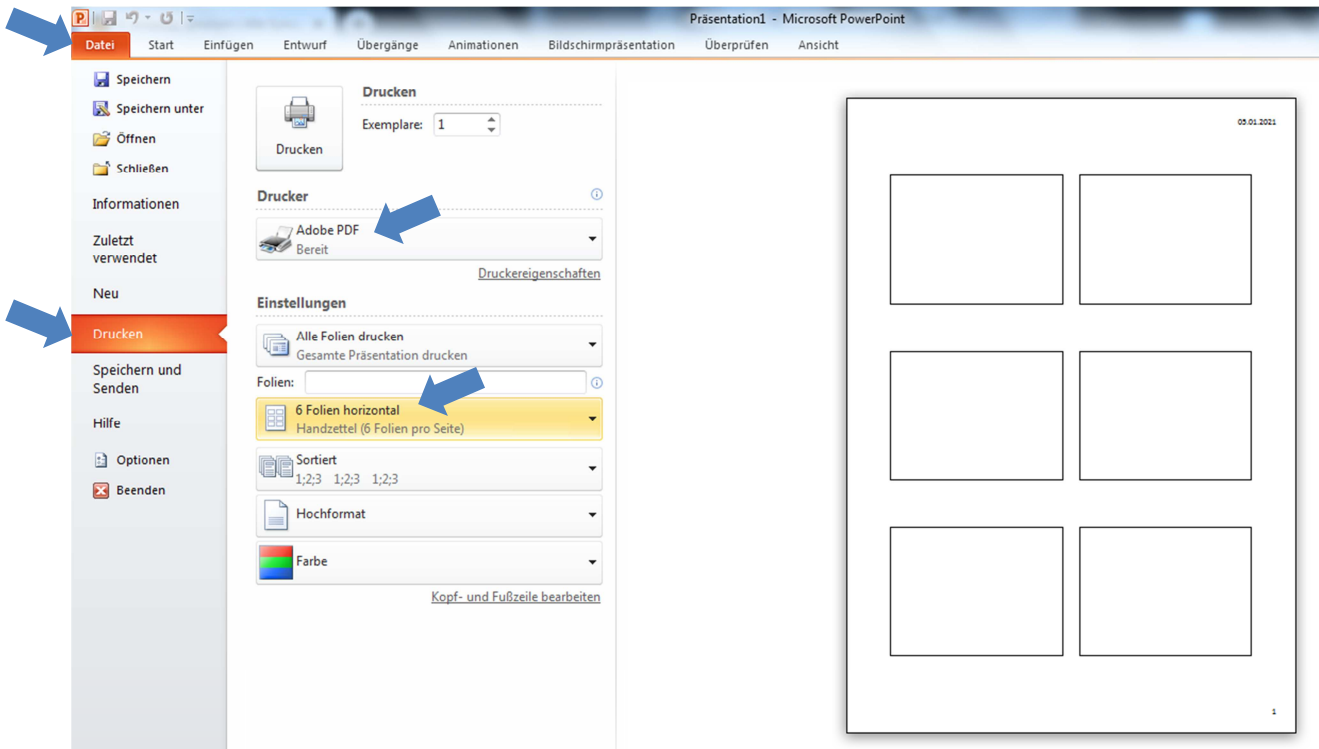 Präsentation1 - Microsoft PowerPoint
Datei Start Einfügen Entwurf Übergänge Animationen Bildschirmpräsentation Überprüfen Ansicht
Speichern
Speichern unter
Öffnen
Schließen
Informationen
Zuletzt
verwendet
Neu
Drucken
Speichern und
Senden
Hilfe
Optionen
Beenden
Drucken
Drucken
Exemplare: 1
Drucker
Adobe PDF
Bereit
Druckereigenschaften
Einstellungen
Alle Folien drucken
Gesamte Präsentation drucken
Folien:
6 Folien horizontal
Handzettel (6 Folien pro Seite)
Sortiert
1;2;3 1;2;3 1;2;3
Hochformat
Farbe
Kopf- und Fußzeile bearbeiten
1